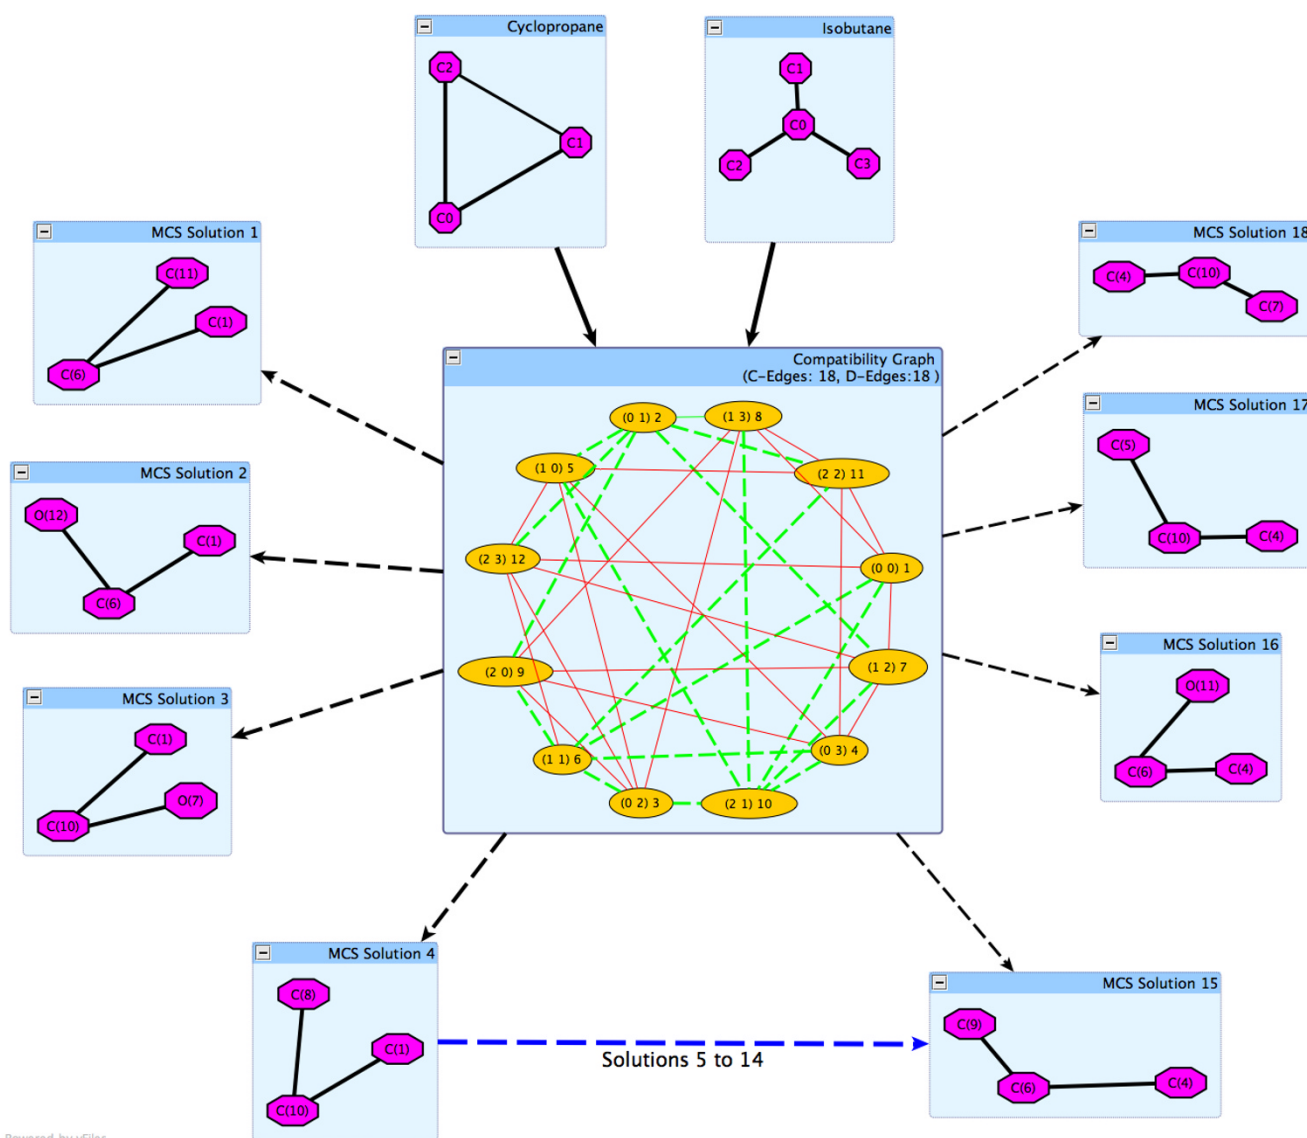 Cyclopropane
C2
C1
C0
Isobutane
C1
C0
C2
C3
MCS Solution 1
C(11)
C(1)
C(6)
MCS Solution 2
O(12)
C(1)
C(6)
MCS Solution 3
C(1)
O(7)
C(10)
Compatibility Graph
(C-Edges: 18, D-Edges:18 )
(0 1) 2
(1 3) 8
(1 0) 5
(2 2) 11
(2 3) 12
(0 0) 1
(2 0) 9
(1 2) 7
(1 1) 6
(0 3) 4
(0 2) 3
(2 1) 10
MCS Solution 18
C(4)
C(10)
C(7)
MCS Solution 17
C(5)
C(10)
C(4)
MCS Solution 16
O(11)
C(6)
C(4)
MCS Solution 4
C(8)
C(1)
C(10)
Solutions 5 to 14
MCS Solution 15
C(9)
C(6)
C(4)